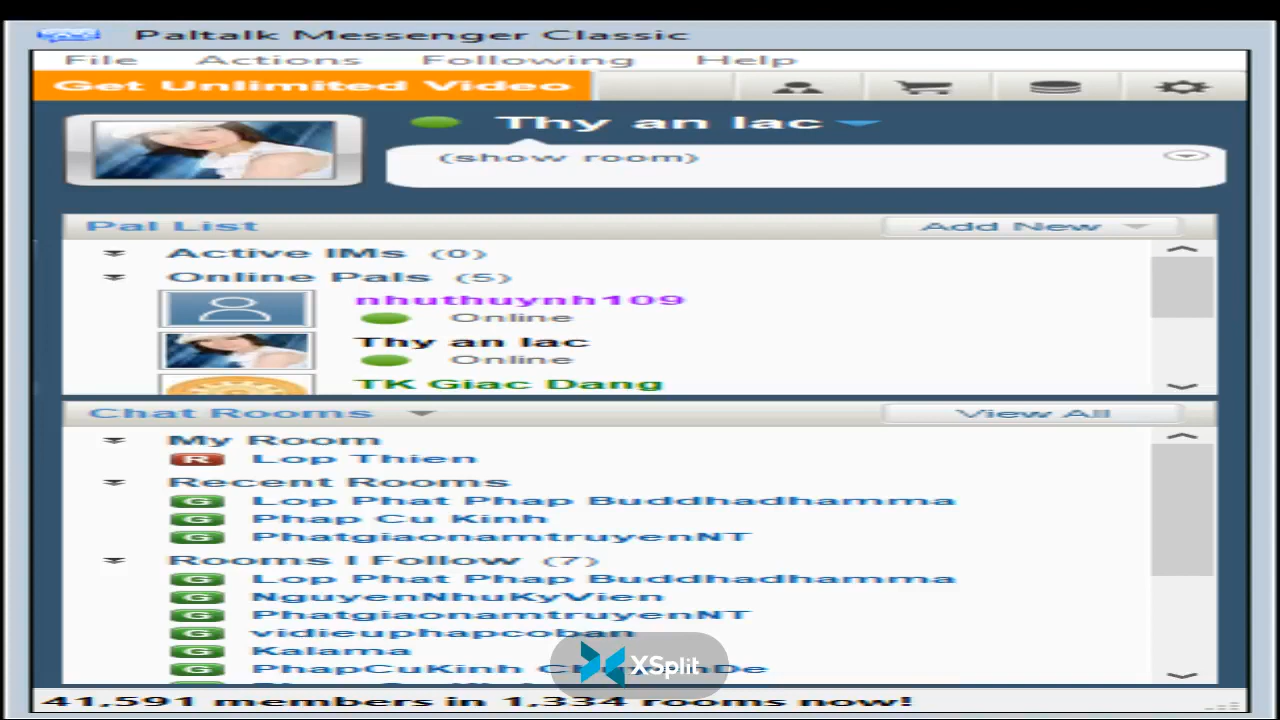 Paltalk Messenger Classic
File Actions Following Help
Get Unlimited Video
Thy an lac
(show room)
Pal List Add New
Active IMs (0)
Online Pals (5)
nhuthuynh109
Online
Thy an lac
Online
TK Giac Dang
Chat Rooms View All
My Room
R Lop Thien
Recent Rooms
G Lop Phat Phap Buddhadhamma
G Phap Cu Kinh
G PhatgiaonamtruyenNT
Rooms I Follow (7)
G Lop Phat Phap Buddhadhamma
G NguyenNhuKyVien
G PhatgiaonamtruyenNT
G vidieuphapcoban
G Kalama
G PhapCuKinh
XSplit
41,591 members in 1,334 rooms now!